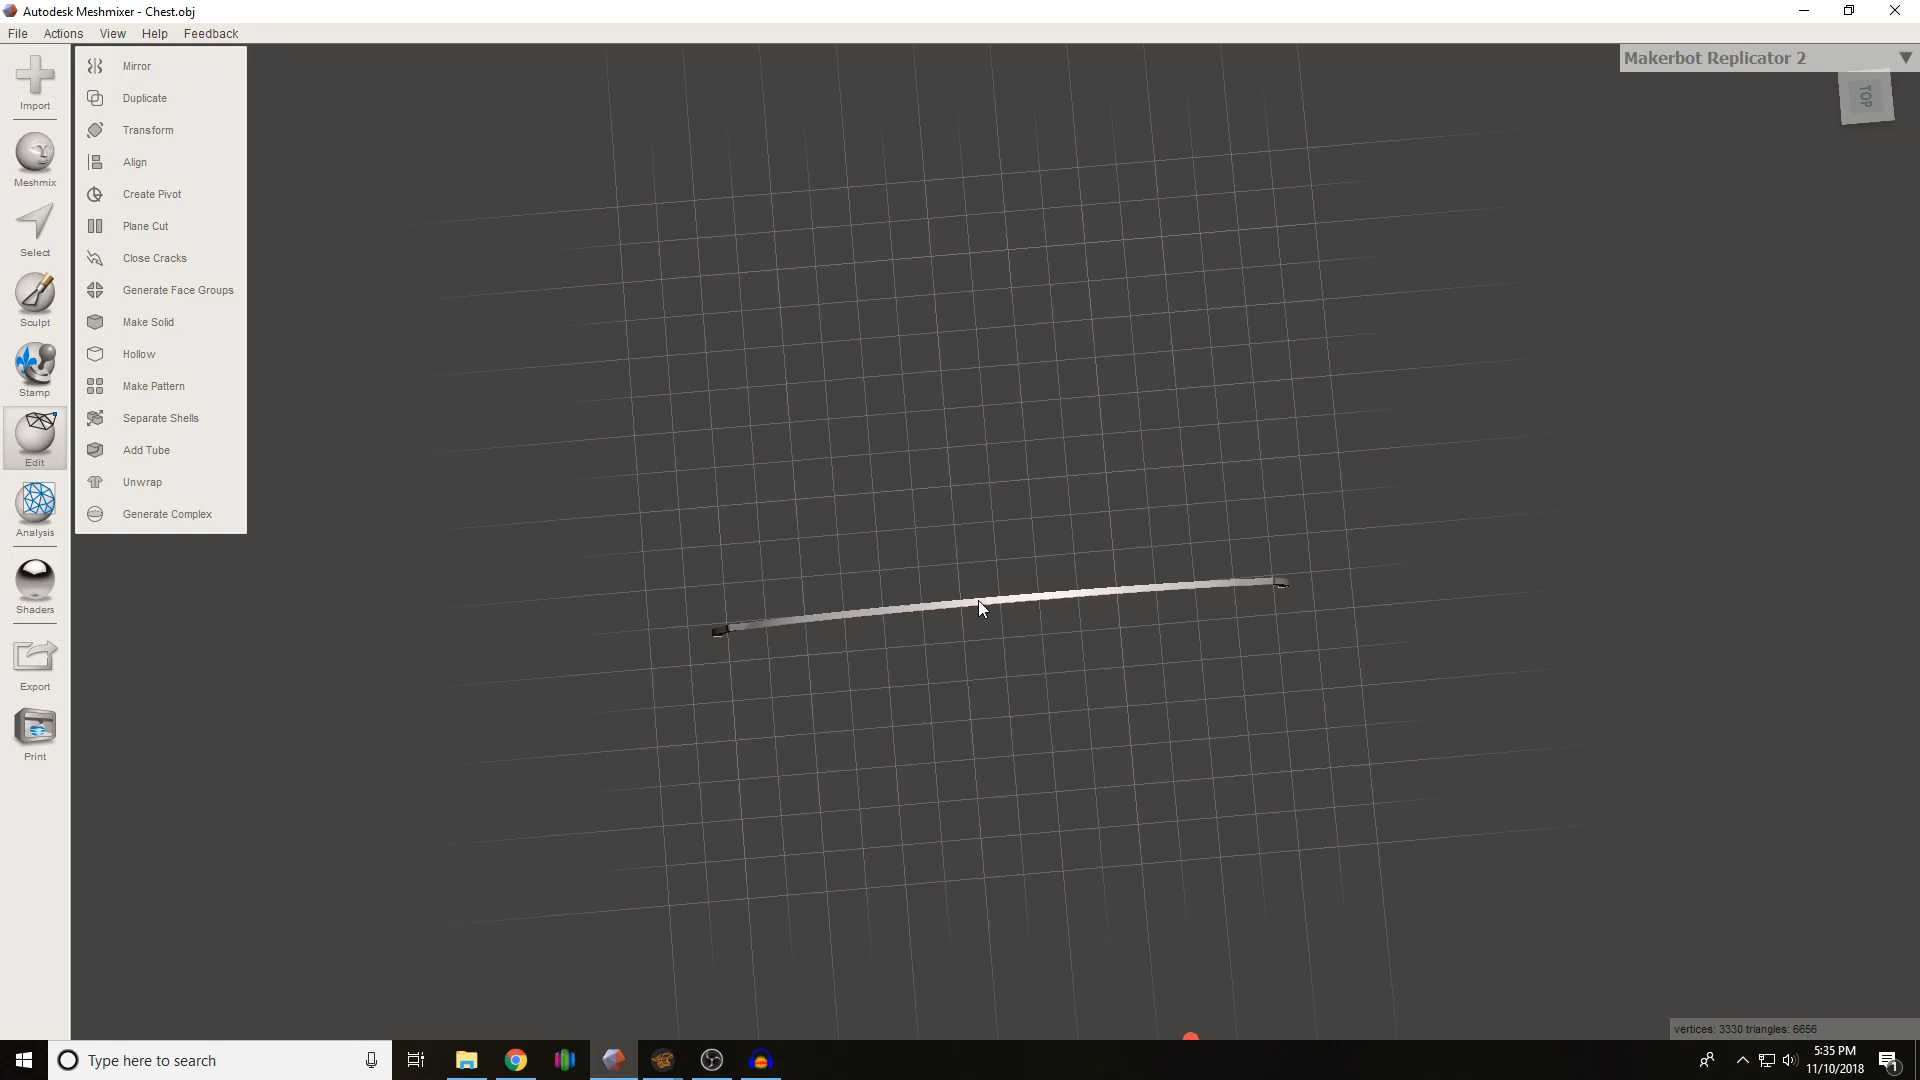 Autodesk Meshmixer - Chest.obj
File Actions View Help Feedback
Import
Meshmix
Select
Sculpt
Stamp
Edit
Analysis
Shaders
Export
Print
Mirror
Duplicate
Transform
Align
Create Pivot
Plane Cut
Close Cracks
Generate Face Groups
Make Solid
Hollow
Make Pattern
Separate Shells
Add Tube
Unwrap
Generate Complex
Makerbot Replicator 2
TOP
vertices: 3330 triangles: 6656
Type here to search
5:35 PM
11/10/2018
1